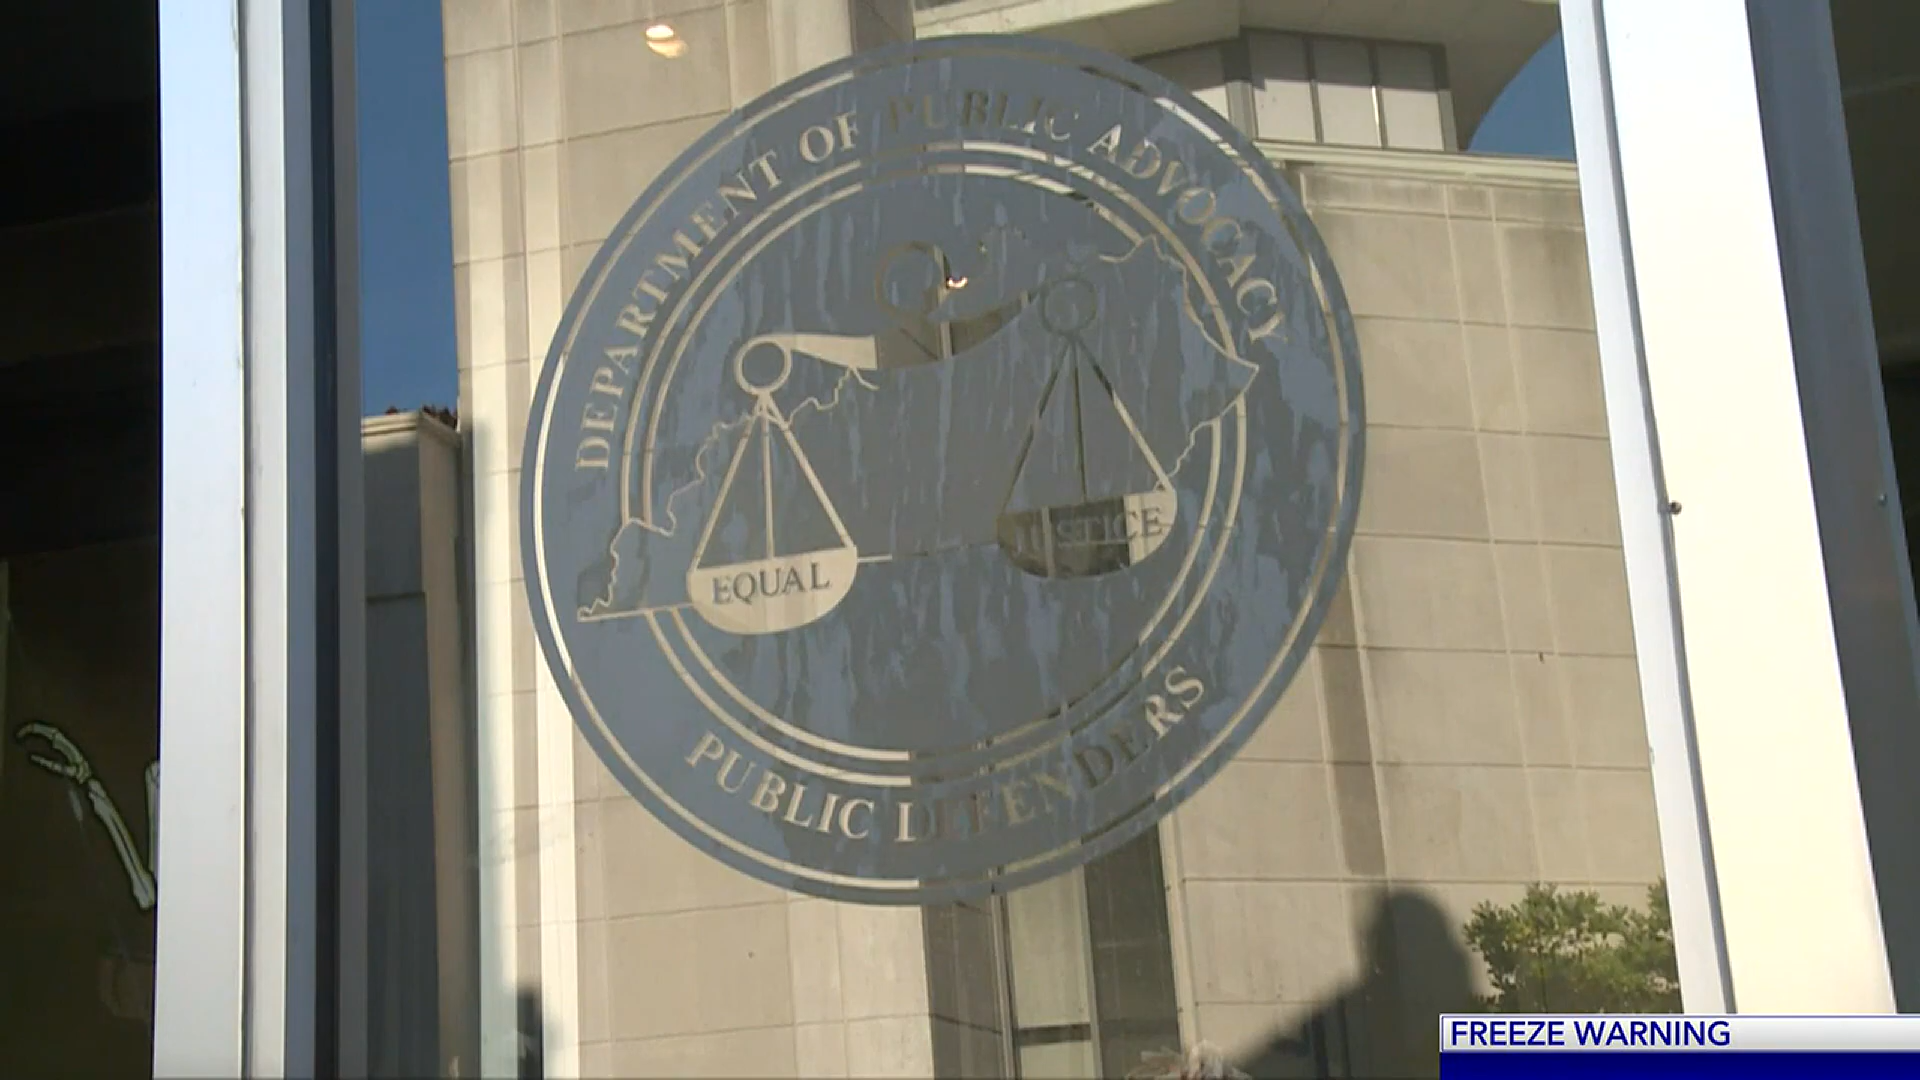 DEPARTMENT OF PUBLIC ADVOCACY
EQUAL
JUSTICE
PUBLIC DEFENDERS
FREEZE WARNING